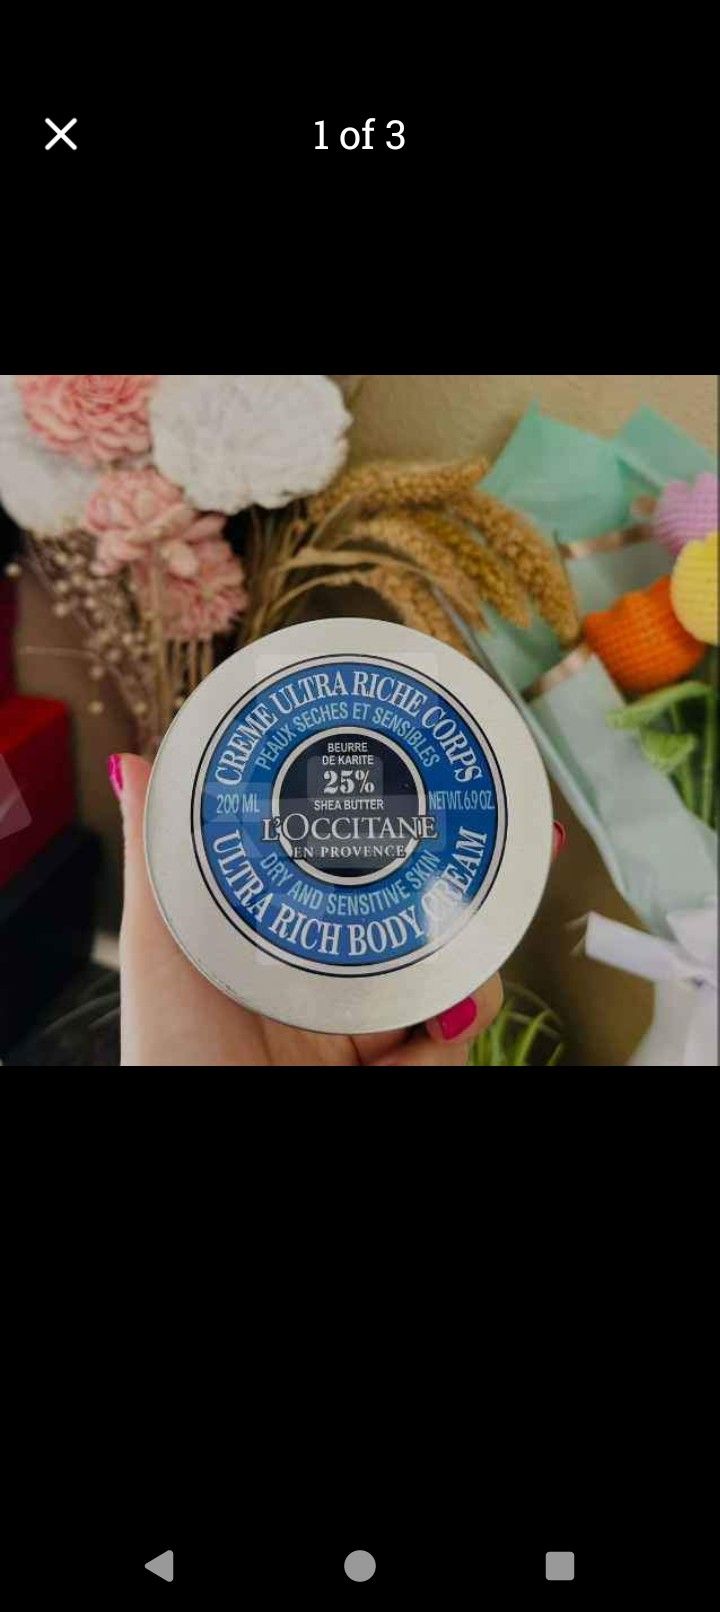 1 of 3
CREME ULTRA RICHE CORPS
PEAUX SECHES ET SENSIBLES
BEURRE
DE KARITE
25%
SHEA BUTTER
200 ML
NET WT. 6.9 OZ.
L'OCCITANE
EN PROVENCE
DRY AND SENSITIVE SKIN
ULTRA RICH BODY CREAM